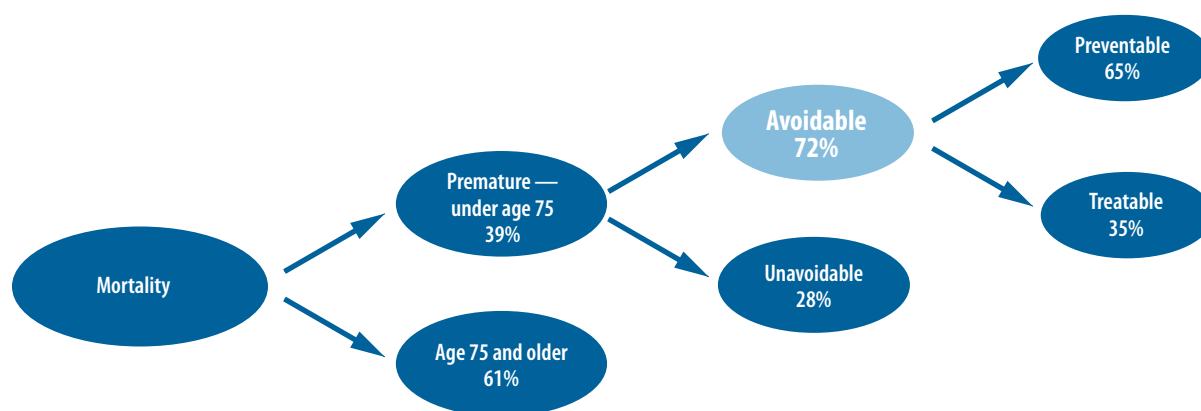 Mortality
Premature —
under age 75
39%
Age 75 and older
61%
Avoidable
72%
Unavoidable
28%
Preventable
65%
Treatable
35%